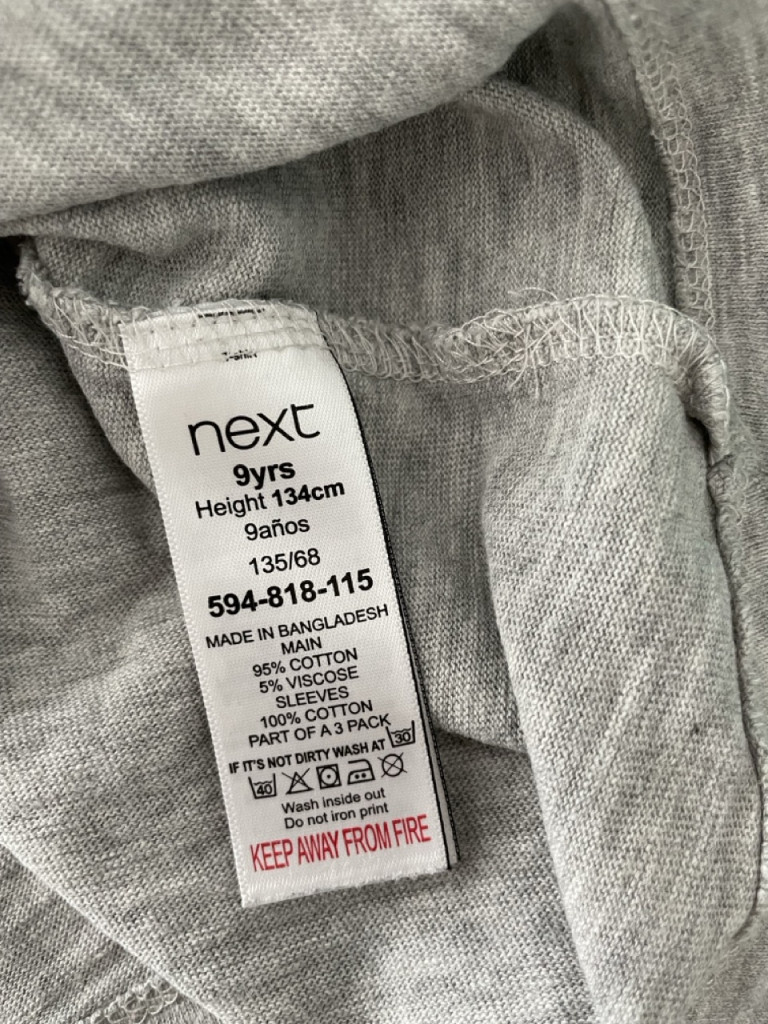 next
9yrs
Height 134cm
9años
135/68
594-818-115
MADE IN BANGLADESH
MAIN
95% COTTON
5% VISCOSE
SLEEVES
100% COTTON
PART OF A 3 PACK
IF IT'S NOT DIRTY WASH AT 30
40
Wash inside out
Do not iron print
KEEP AWAY FROM FIRE